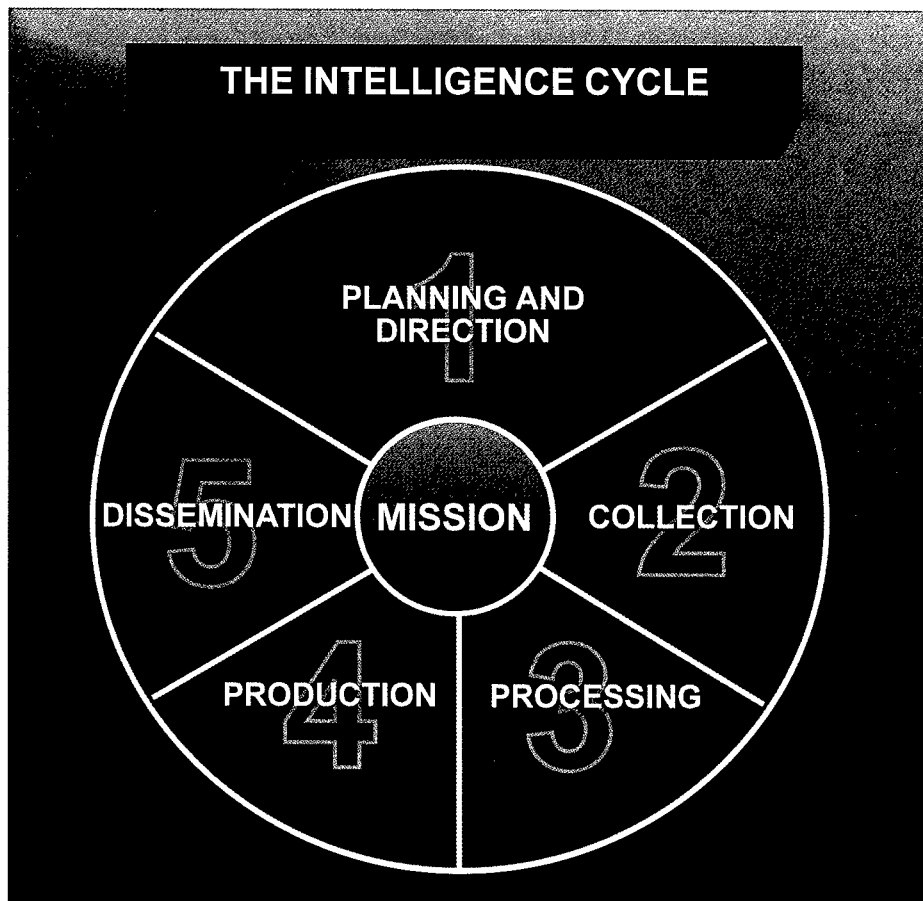 THE INTELLIGENCE CYCLE
1
PLANNING AND
DIRECTION
2
COLLECTION
3
PROCESSING
4
PRODUCTION
5
DISSEMINATION
MISSION